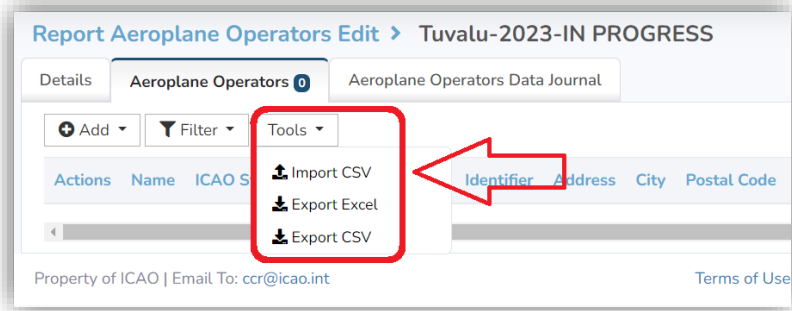 Report Aeroplane Operators Edit > Tuvalu-2023-IN PROGRESS
Details Aeroplane Operators 0 Aeroplane Operators Data Journal
Add Filter Tools
Import CSV
Actions Name ICAO S Identifier Address City Postal Code
Export Excel
Export CSV
Property of ICAO | Email To: ccr@icao.int Terms of Use